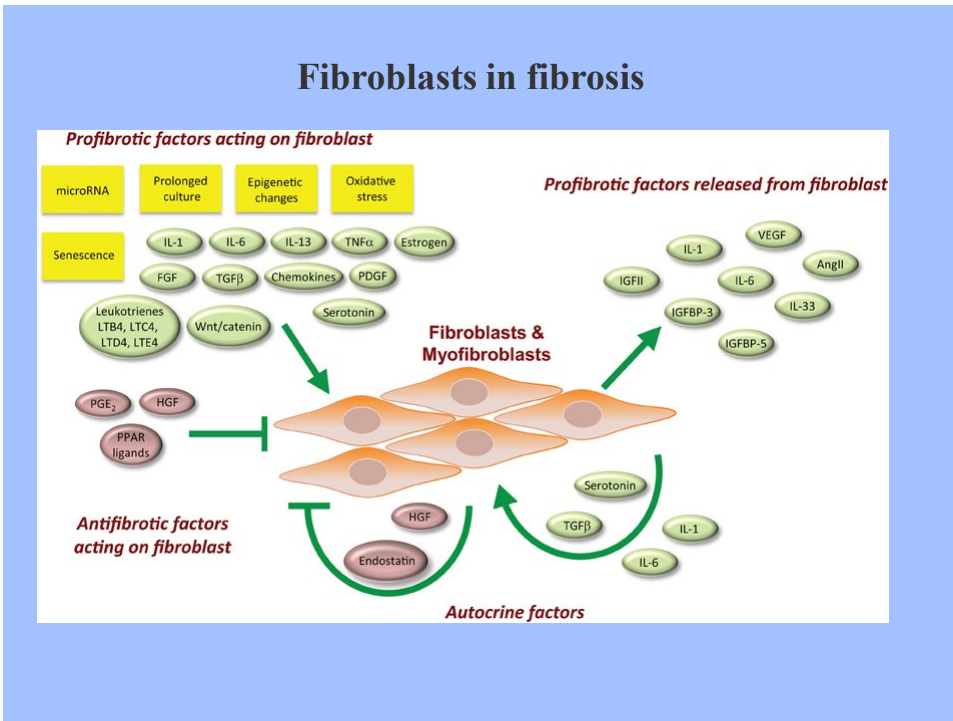 Fibroblasts in fibrosis
Profibrotic factors acting on fibroblast
microRNA
Prolonged
culture
Epigenetic
changes
Oxidative
stress
Senescence
IL-1
IL-6
IL-13
TNFα
Estrogen
FGF
TGFβ
Chemokines
PDGF
Leukotrienes
LTB4, LTC4,
LTD4, LTE4
Wnt/catenin
Serotonin
Profibrotic factors released from fibroblast
VEGF
IL-1
AngII
IGFII
IL-6
IL-33
IGFBP-3
IGFBP-5
Fibroblasts &
Myofibroblasts
PGE₂
HGF
PPAR
ligands
Antifibrotic factors
acting on fibroblast
HGF
Endostatin
Serotonin
TGFβ
IL-1
IL-6
Autocrine factors